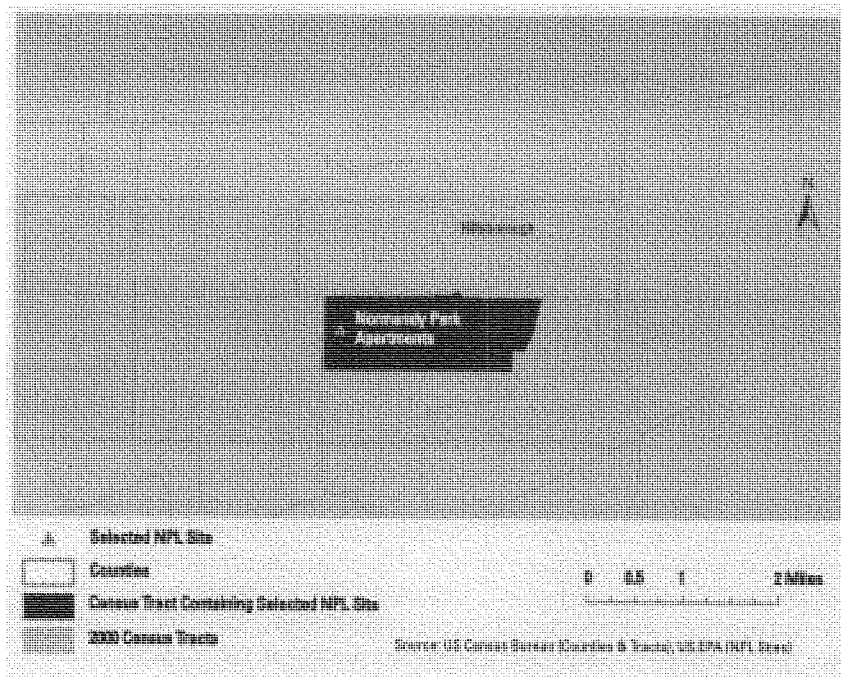 N
Hillsborough
Normandy Park
Apartments
Selected NPL Site
Counties
Census Tract Containing Selected NPL Site
2000 Census Tracts
0 0.5 1 2 Miles
Source: US Census Bureau (Counties & Tracts), US EPA (NPL Sites)